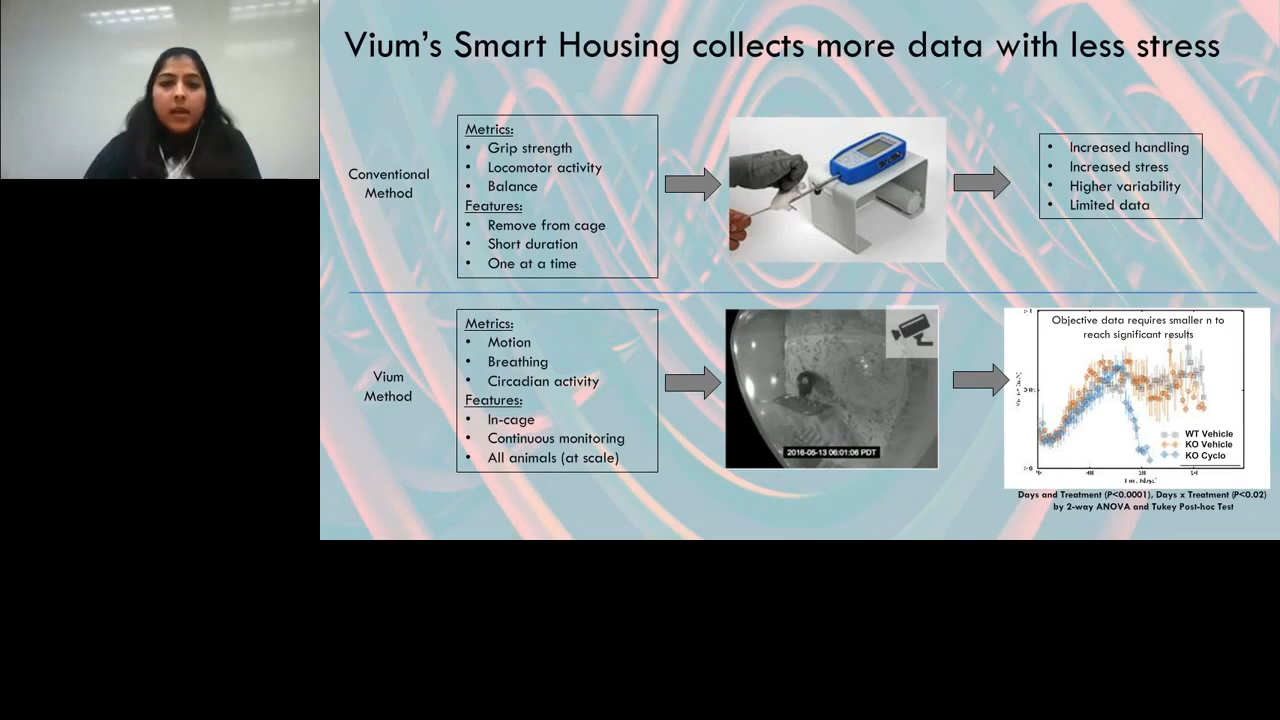 Vium's Smart Housing collects more data with less stress
Conventional
Method
Metrics:
• Grip strength
• Locomotor activity
• Balance
Features:
• Remove from cage
• Short duration
• One at a time
• Increased handling
• Increased stress
• Higher variability
• Limited data
Vium
Method
Metrics:
• Motion
• Breathing
• Circadian activity
Features:
• In-cage
• Continuous monitoring
• All animals (at scale)
2016-05-13 06:01:06 PDT
Objective data requires smaller n to
reach significant results
WT Vehicle
KO Vehicle
KO Cyclo
Days and Treatment (P<0.0001), Days x Treatment (P<0.02)
by 2-way ANOVA and Tukey Post-hoc Test